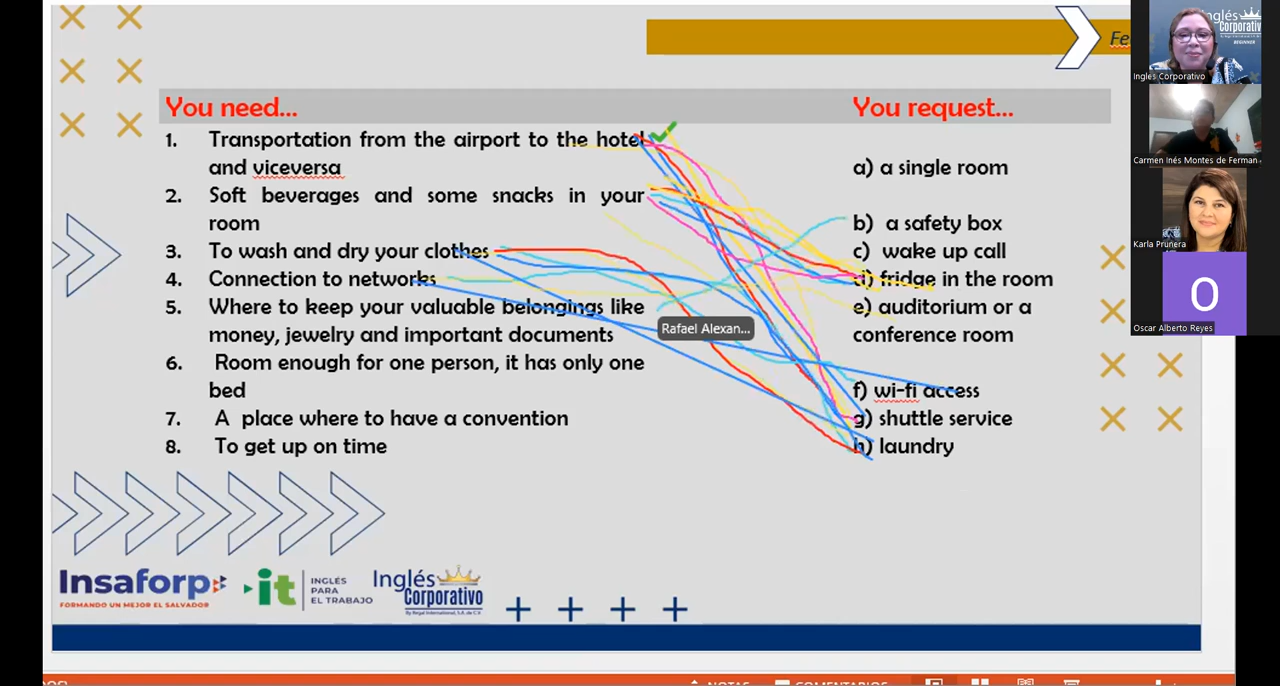 Fe
Inglés
Corporativo
BEGINNER
Ingles Corporativo
Carmen Inés Montes de Ferman
Karla Prunera
O
Oscar Alberto Reyes
You need...
You request...
1. Transportation from the airport to the hotel
and viceversa
a) a single room
2. Soft beverages and some snacks in your
room
b) a safety box
3. To wash and dry your clothes
c) wake up call
4. Connection to networks
d) fridge in the room
5. Where to keep your valuable belongings like
money, jewelry and important documents
e) auditorium or a
conference room
Rafael Alexan...
6. Room enough for one person, it has only one
bed
f) wi-fi access
7. A place where to have a convention
g) shuttle service
8. To get up on time
h) laundry
Insaforp
FORMANDO UN MEJOR EL SALVADOR
it
INGLÉS
PARA
EL TRABAJO
Inglés
Corporativo
NOTAS
COMENTARIOS